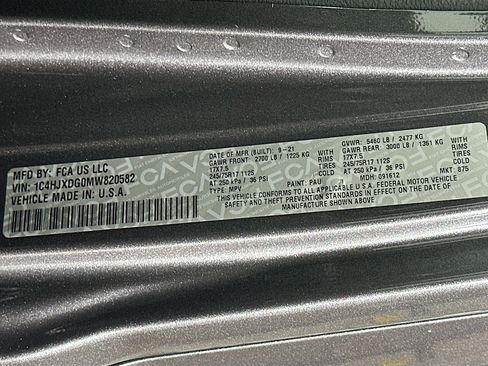 MFD. BY: FCA US LLC
VIN: 1C4HJXDG0MW820582
VEHICLE MADE IN: U.S.A.
DATE OF MFR (BUILT): 9-21 GVWR: 5460 LB / 2477 KG
GAWR FRONT: 2700 LB / 1225 KG WITH GAWR REAR: 3000 LB / 1361 KG WITH
17X7.5 RIMS 17X7.5 RIMS
245/75R17 112S TIRES 245/75R17 112S TIRES
AT 250 kPa / 36 PSI COLD AT 250 kPa / 36 PSI COLD
TYPE: MPV PAINT: PAU MDH: 091612 MKT: 875
THIS VEHICLE CONFORMS TO ALL APPLICABLE U.S.A. FEDERAL MOTOR VEHICLE
SAFETY AND THEFT PREVENTION STANDARDS IN EFFECT ON THE DATE OF MANUFACTURE SHOWN ABOVE.